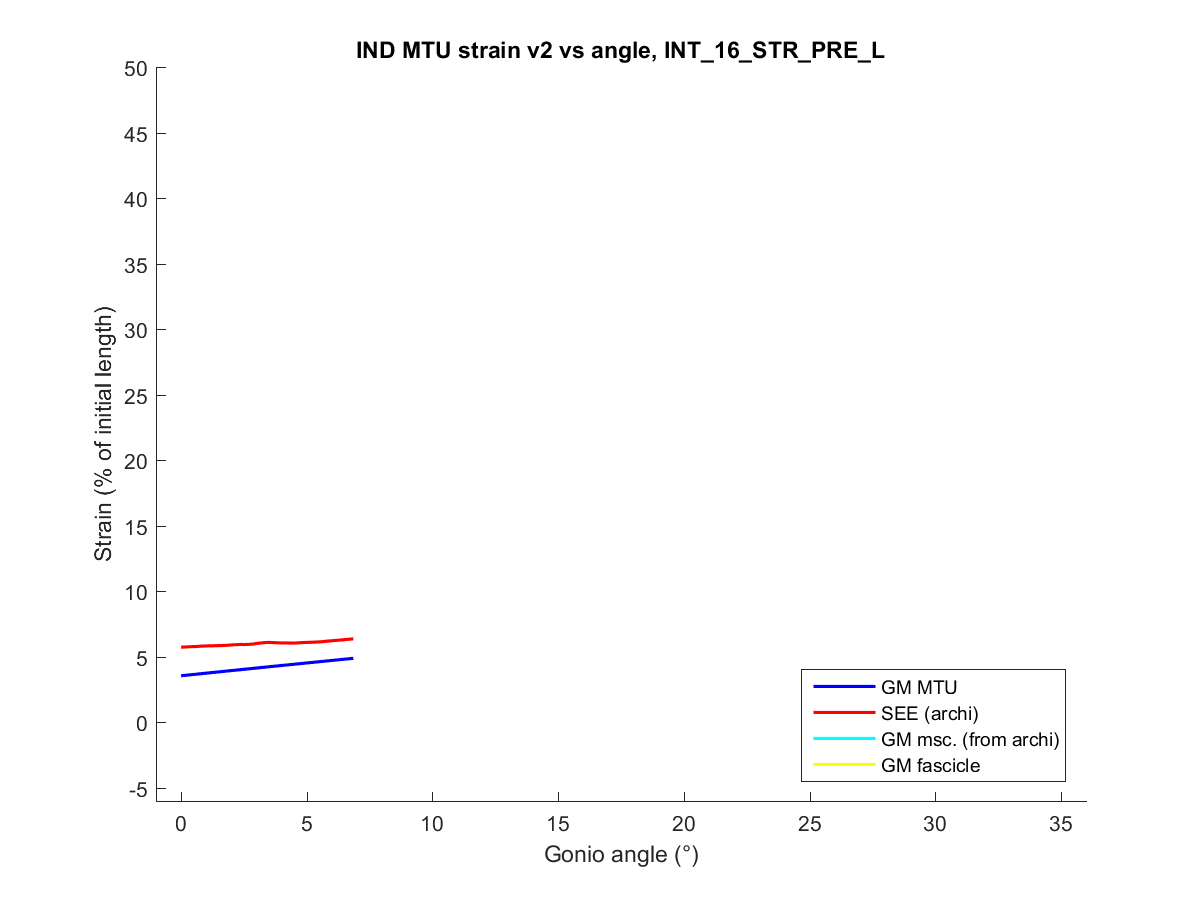 IND MTU strain v2 vs angle, INT_16_STR_PRE_L
50
45
40
35
30
25
20
15
10
5
0
-5
Strain (% of initial length)
0 5 10 15 20 25 30 35
Gonio angle (°)
GM MTU
SEE (archi)
GM msc. (from archi)
GM fascicle